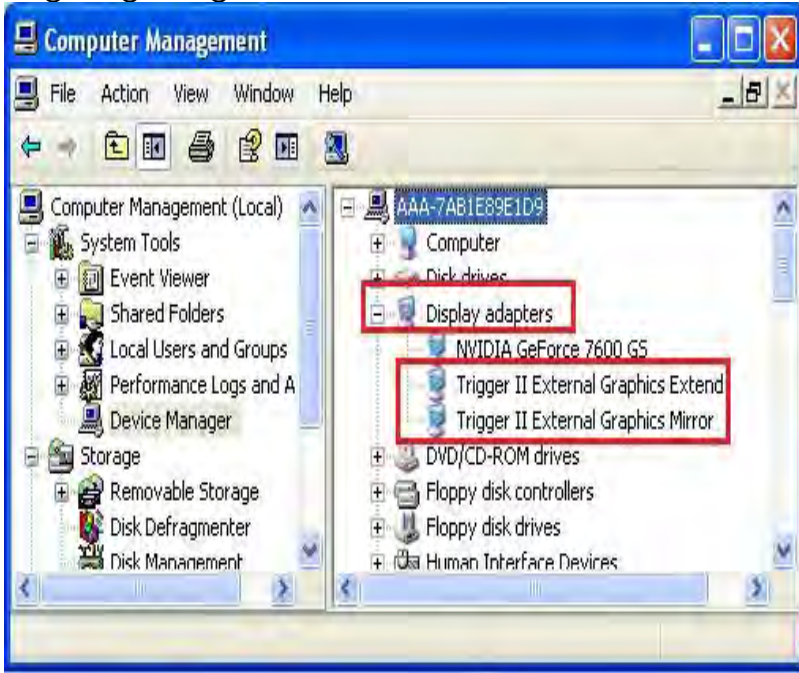 Computer Management
File Action View Window Help
Computer Management (Local)
System Tools
Event Viewer
Shared Folders
Local Users and Groups
Performance Logs and A
Device Manager
Storage
Removable Storage
Disk Defragmenter
Disk Management
AAA-7AB1E89E1D9
Computer
Disk drives
Display adapters
NVIDIA GeForce 7600 GS
Trigger II External Graphics Extend
Trigger II External Graphics Mirror
DVD/CD-ROM drives
Floppy disk controllers
Floppy disk drives
Human Interface Devices